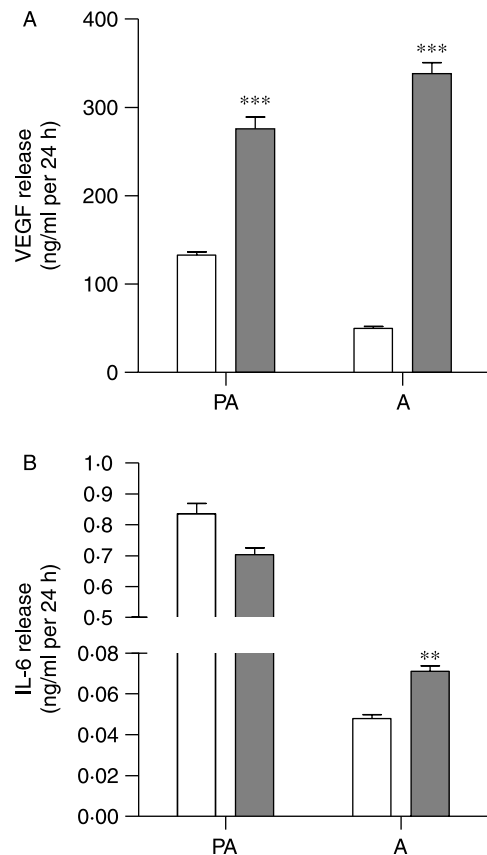 A
VEGF release
(ng/ml per 24 h)
400
300
200
100
0
***
***
PA
A
B
IL-6 release
(ng/ml per 24 h)
1·0
0·9
0·8
0·7
0·6
0·5
0·08
0·06
0·04
0·02
0·00
**
PA
A